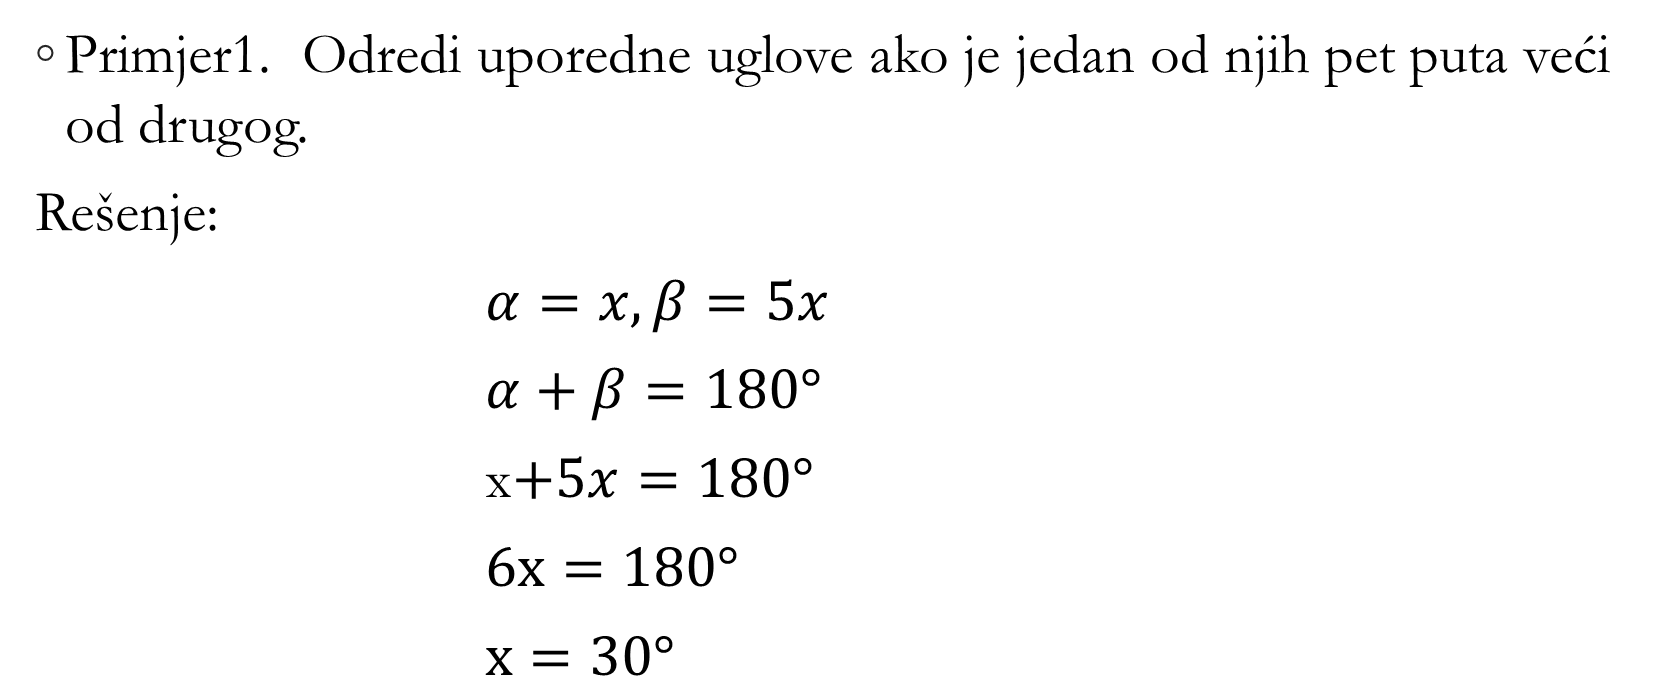 ◦ Primjer1. Odredi uporedne uglove ako je jedan od njih pet puta veći
od drugog.
Rešenje:
𝛼 = 𝑥, 𝛽 = 5𝑥
𝛼 + 𝛽 = 180°
x+5𝑥 = 180°
6x = 180°
x = 30°